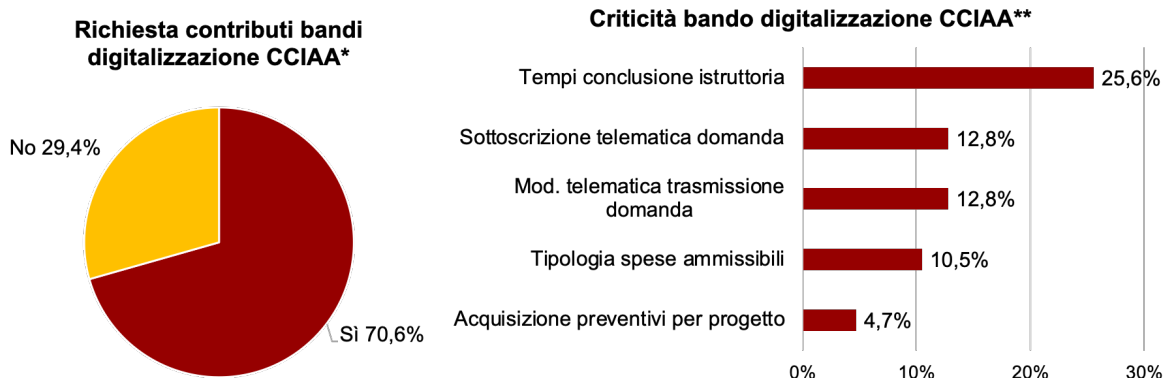 Richiesta contributi bandi
digitalizzazione CCIAA*
No 29,4%
Sì 70,6%
Criticità bando digitalizzazione CCIAA**
Tempi conclusione istruttoria
25,6%
Sottoscrizione telematica domanda
12,8%
Mod. telematica trasmissione
domanda
12,8%
Tipologia spese ammissibili
10,5%
Acquisizione preventivi per progetto
4,7%
0%
10%
20%
30%